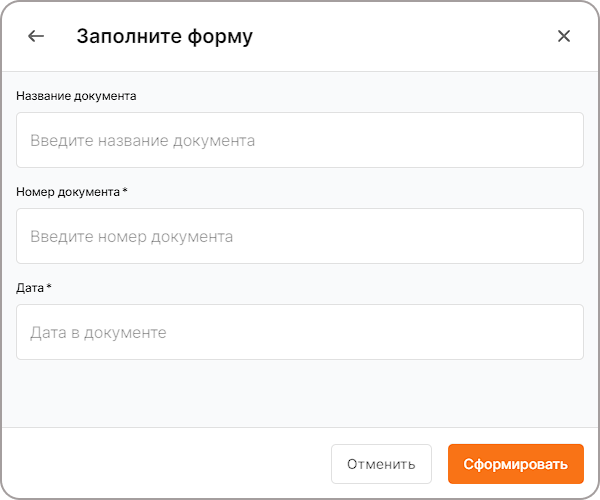 Заполните форму
Название документа
Введите название документа
Номер документа *
Введите номер документа
Дата *
Дата в документе
Отменить
Сформировать